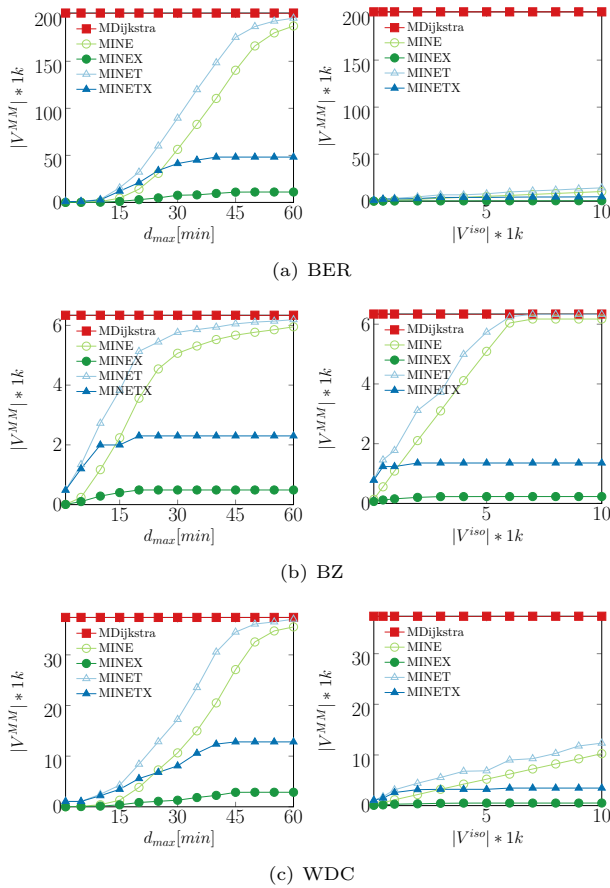 200
150
100
50
0
|V^{MM}| * 1k
MDijkstra
MINE
MINEX
MINET
MINETX
15 30 45 60
d_{max}[min]
200
150
100
50
0
|V^{MM}| * 1k
MDijkstra
MINE
MINEX
MINET
MINETX
5 10
|V^{iso}| * 1k
(a) BER
6
4
2
0
|V^{MM}| * 1k
MDijkstra
MINE
MINEX
MINET
MINETX
15 30 45 60
d_{max}[min]
6
4
2
0
|V^{MM}| * 1k
MDijkstra
MINE
MINEX
MINET
MINETX
5 10
|V^{iso}| * 1k
(b) BZ
30
20
10
0
|V^{MM}| * 1k
MDijkstra
MINE
MINEX
MINET
MINETX
15 30 45 60
d_{max}[min]
30
20
10
0
|V^{MM}| * 1k
MDijkstra
MINE
MINEX
MINET
MINETX
5 10
|V^{iso}| * 1k
(c) WDC